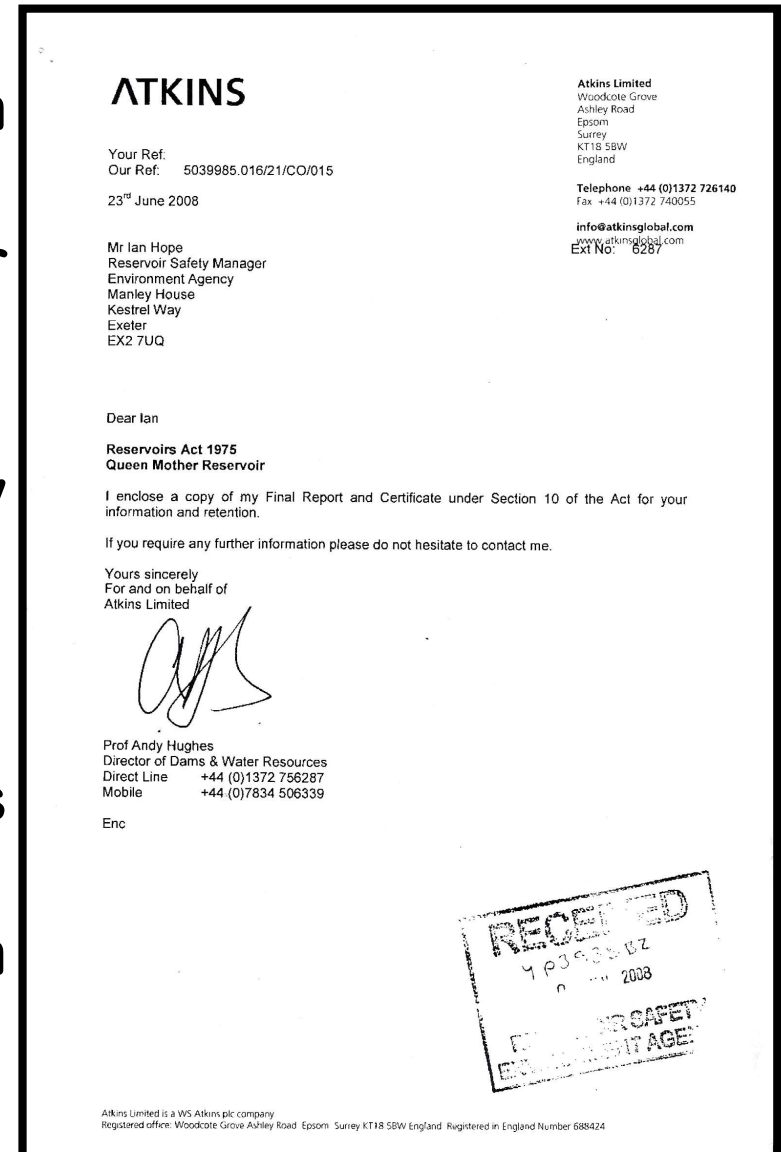 ATKINS
Atkins Limited
Woodcote Grove
Ashley Road
Epsom
Surrey
KT18 5BW
England
Telephone +44 (0)1372 726140
Fax +44 (0)1372 740055
info@atkinsglobal.com
www.atkinsglobal.com
Ext No: 6287
Your Ref:
Our Ref: 5039985.016/21/CO/015
23rd June 2008
Mr Ian Hope
Reservoir Safety Manager
Environment Agency
Manley House
Kestrel Way
Exeter
EX2 7UQ
Dear Ian
Reservoirs Act 1975
Queen Mother Reservoir
I enclose a copy of my Final Report and Certificate under Section 10 of the Act for your
information and retention.
If you require any further information please do not hesitate to contact me.
Yours sincerely
For and on behalf of
Atkins Limited
Prof Andy Hughes
Director of Dams & Water Resources
Direct Line +44 (0)1372 756287
Mobile +44 (0)7834 506339
Enc
RECEIVED
2008
SAFETY
Atkins Limited is a WS Atkins plc company
Registered office: Woodcote Grove Ashley Road Epsom Surrey KT18 5BW England Registered in England Number 688424